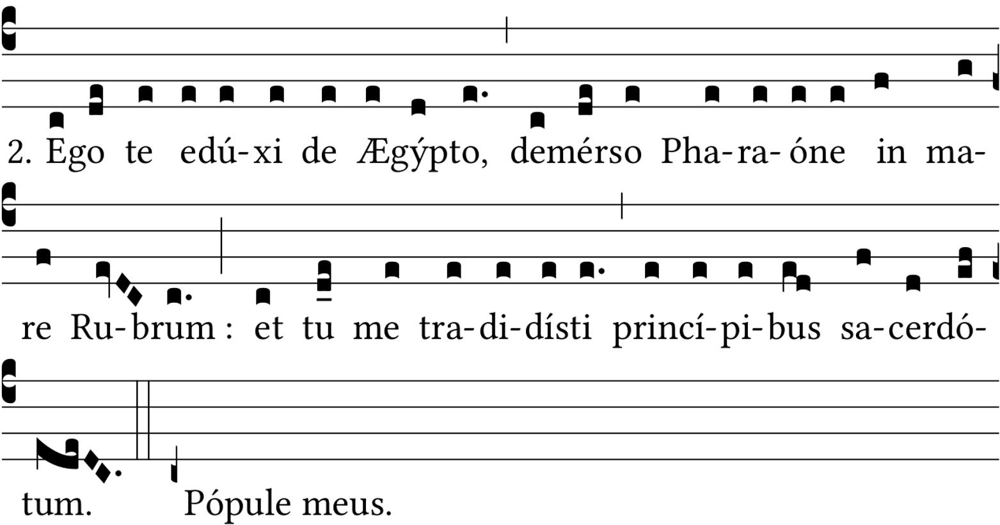 2. Ego te edú-xi de Ægýpto, demérso Pha-ra-óne in ma-
re Ru-brum : et tu me tra-di-dísti princí-pi-bus sa-cerdó-
tum. Pópule meus.